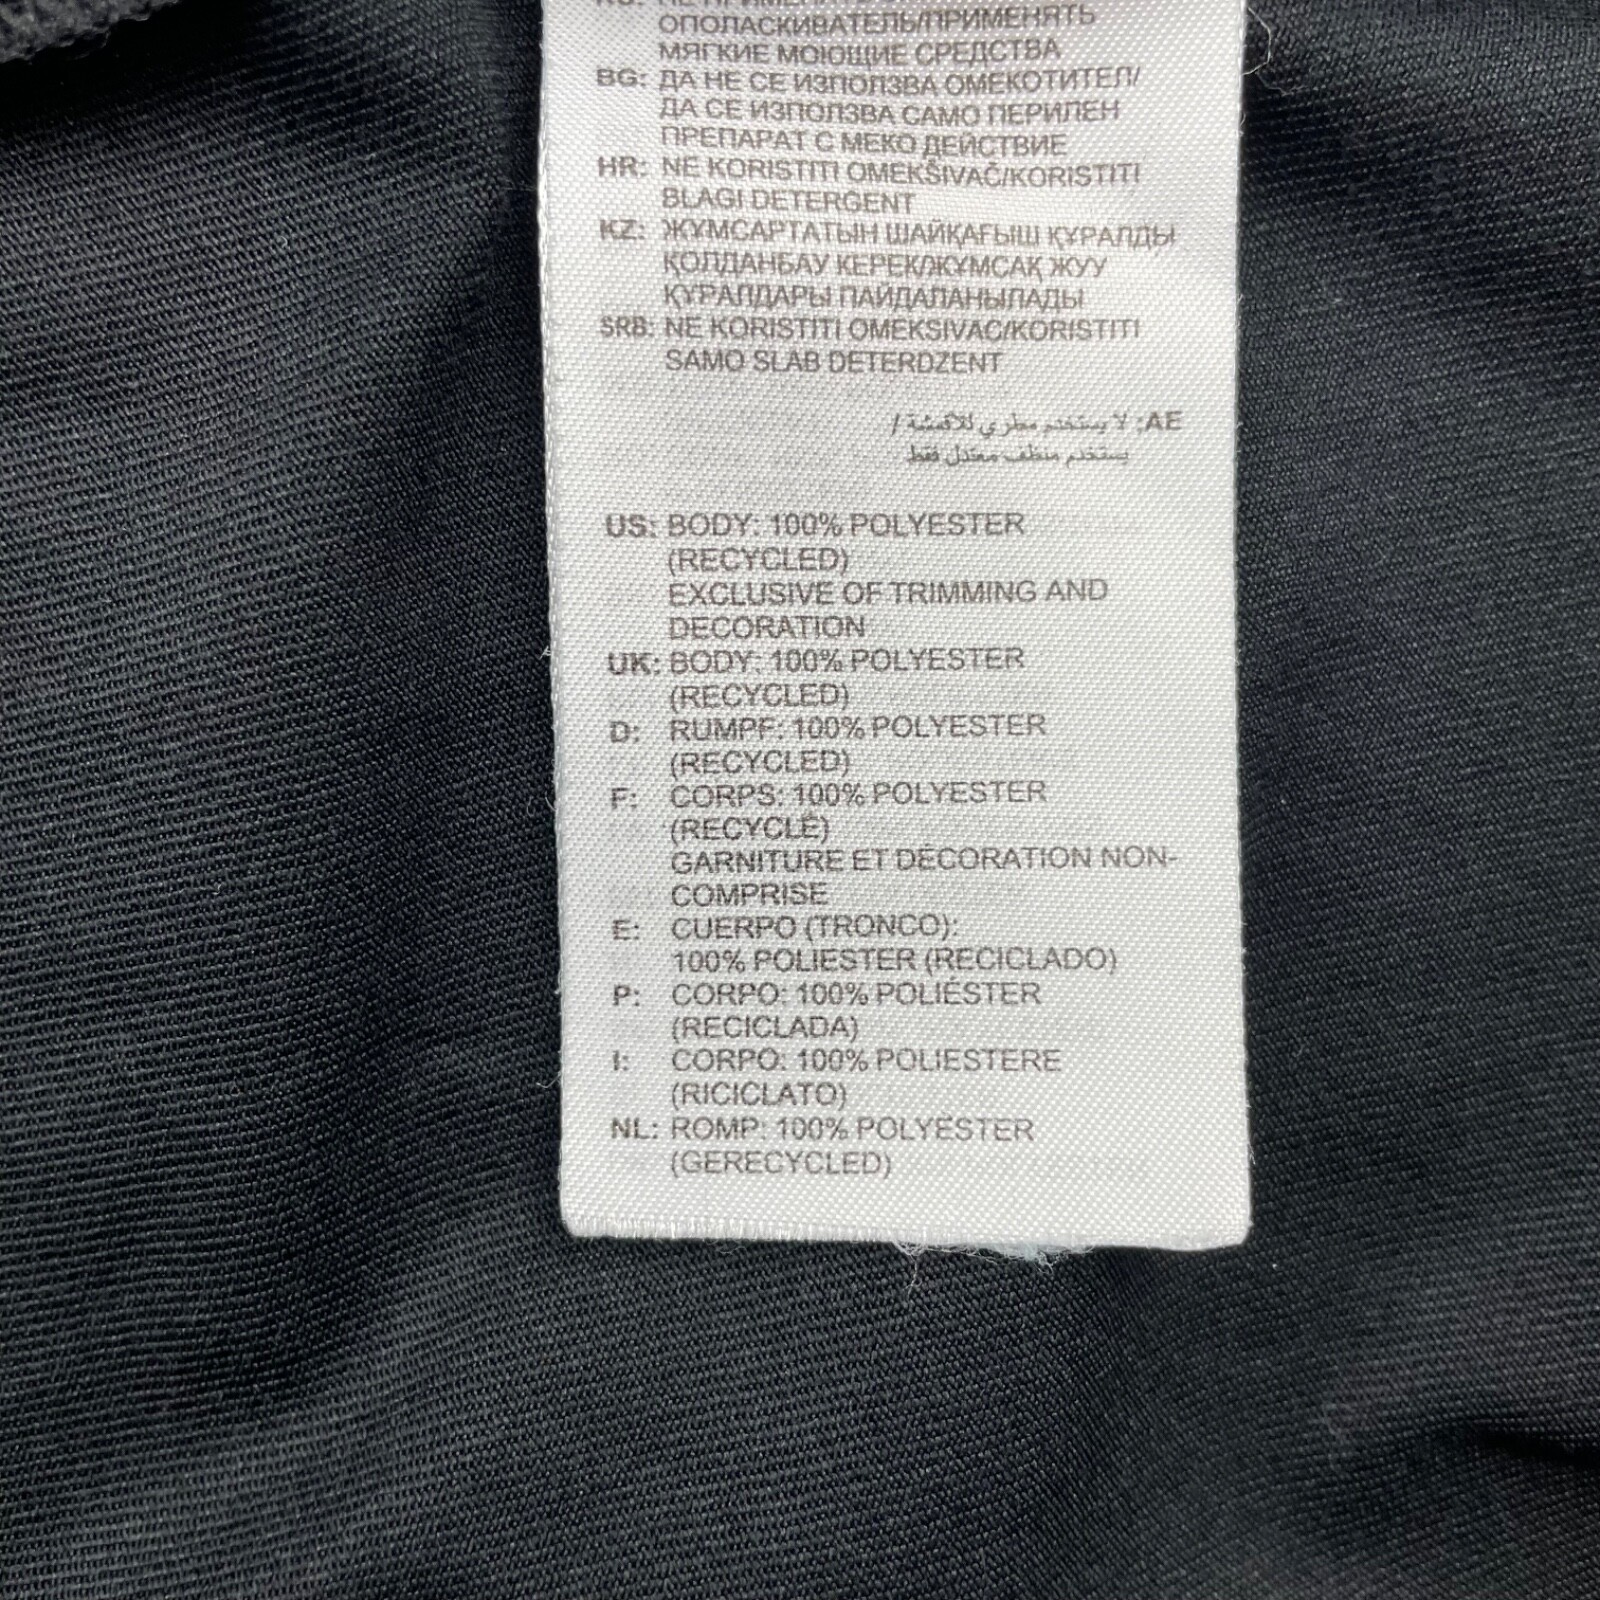 ОПОЛАСКИВАТЕЛЬ/ПРИМЕНЯТЬ
МЯГКИЕ МОЮЩИЕ СРЕДСТВА
BG: ДА НЕ СЕ ИЗПОЛЗВА ОМЕКОТИТЕЛ/
ДА СЕ ИЗПОЛЗВА САМО ПЕРИЛЕН
ПРЕПАРАТ С МЕКО ДЕЙСТВИЕ
HR: NE KORISTITI OMEKŠIVAČ/KORISTITI
BLAGI DETERGENT
KZ: ЖҰМСАРТАТЫН ШАЙҚАҒЫШ ҚҰРАЛДЫ
ҚОЛДАНБАУ КЕРЕК/ЖҰМСАҚ ЖУУ
ҚҰРАЛДАРЫ ПАЙДАЛАНЫЛАДЫ
SRB: NE KORISTITI OMEKSIVAC/KORISTITI
SAMO SLAB DETERDZENT
AE: لا يستخدم مطري للاقمشة /
يستخدم منظف معتدل فقط
US: BODY: 100% POLYESTER
(RECYCLED)
EXCLUSIVE OF TRIMMING AND
DECORATION
UK: BODY: 100% POLYESTER
(RECYCLED)
D: RUMPF: 100% POLYESTER
(RECYCLED)
F: CORPS: 100% POLYESTER
(RECYCLÉ)
GARNITURE ET DÉCORATION NON-
COMPRISE
E: CUERPO (TRONCO):
100% POLIESTER (RECICLADO)
P: CORPO: 100% POLIÉSTER
(RECICLADA)
I: CORPO: 100% POLIESTERE
(RICICLATO)
NL: ROMP: 100% POLYESTER
(GERECYCLED)